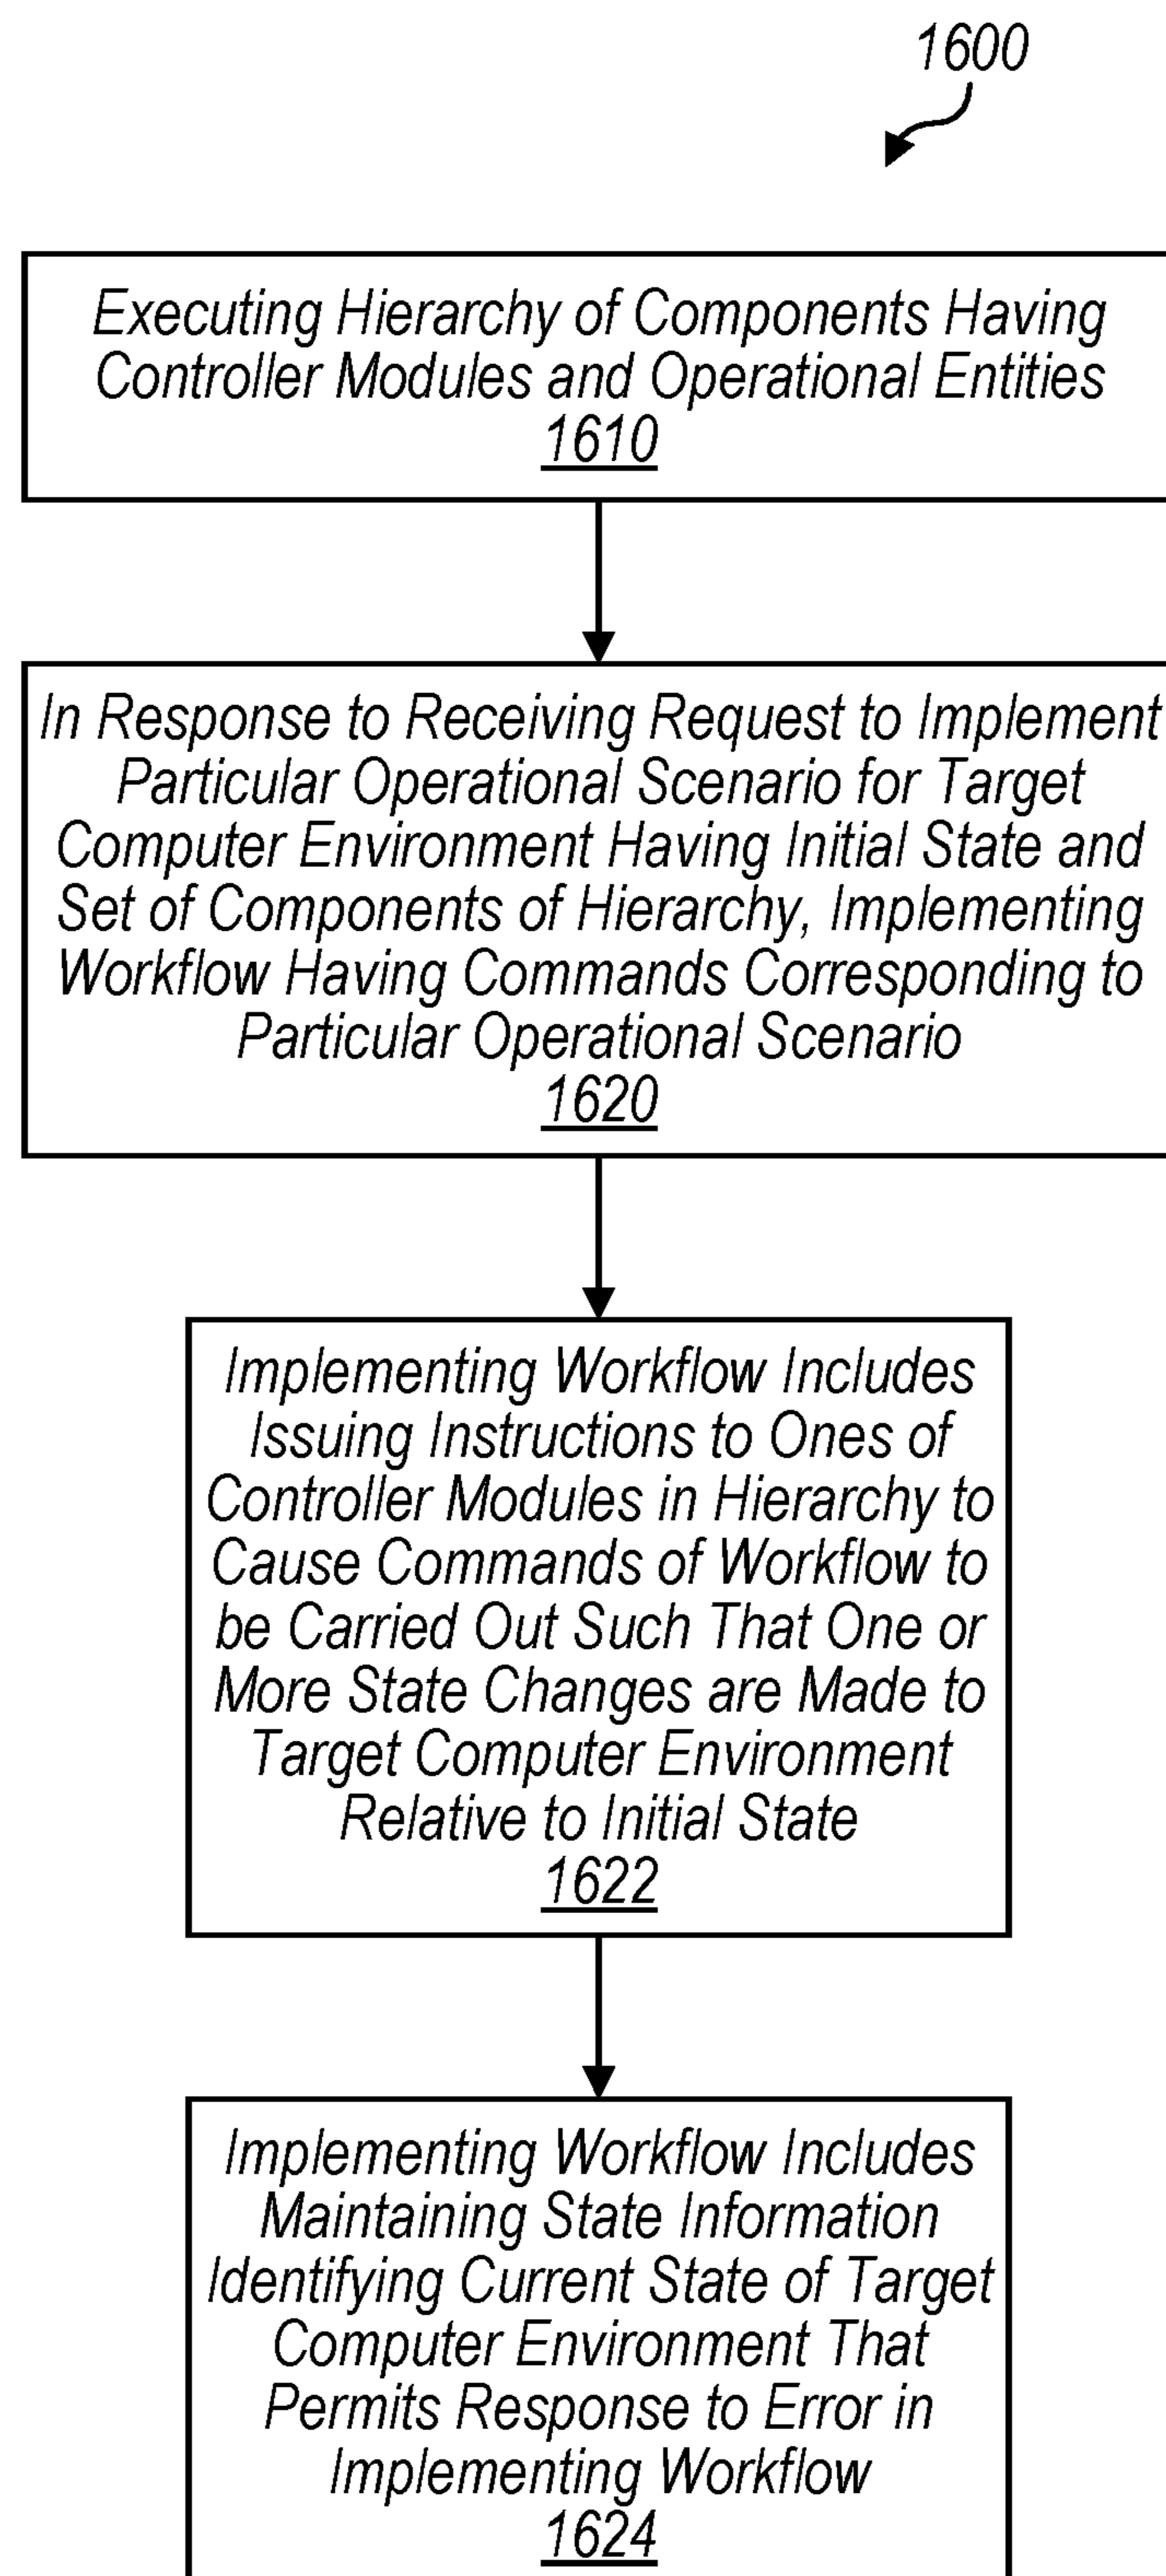 1600
Executing Hierarchy of Components Having
Controller Modules and Operational Entities
1610
In Response to Receiving Request to Implement
Particular Operational Scenario for Target
Computer Environment Having Initial State and
Set of Components of Hierarchy, Implementing
Workflow Having Commands Corresponding to
Particular Operational Scenario
1620
Implementing Workflow Includes
Issuing Instructions to Ones of
Controller Modules in Hierarchy to
Cause Commands of Workflow to
be Carried Out Such That One or
More State Changes are Made to
Target Computer Environment
Relative to Initial State
1622
Implementing Workflow Includes
Maintaining State Information
Identifying Current State of Target
Computer Environment That
Permits Response to Error in
Implementing Workflow
1624